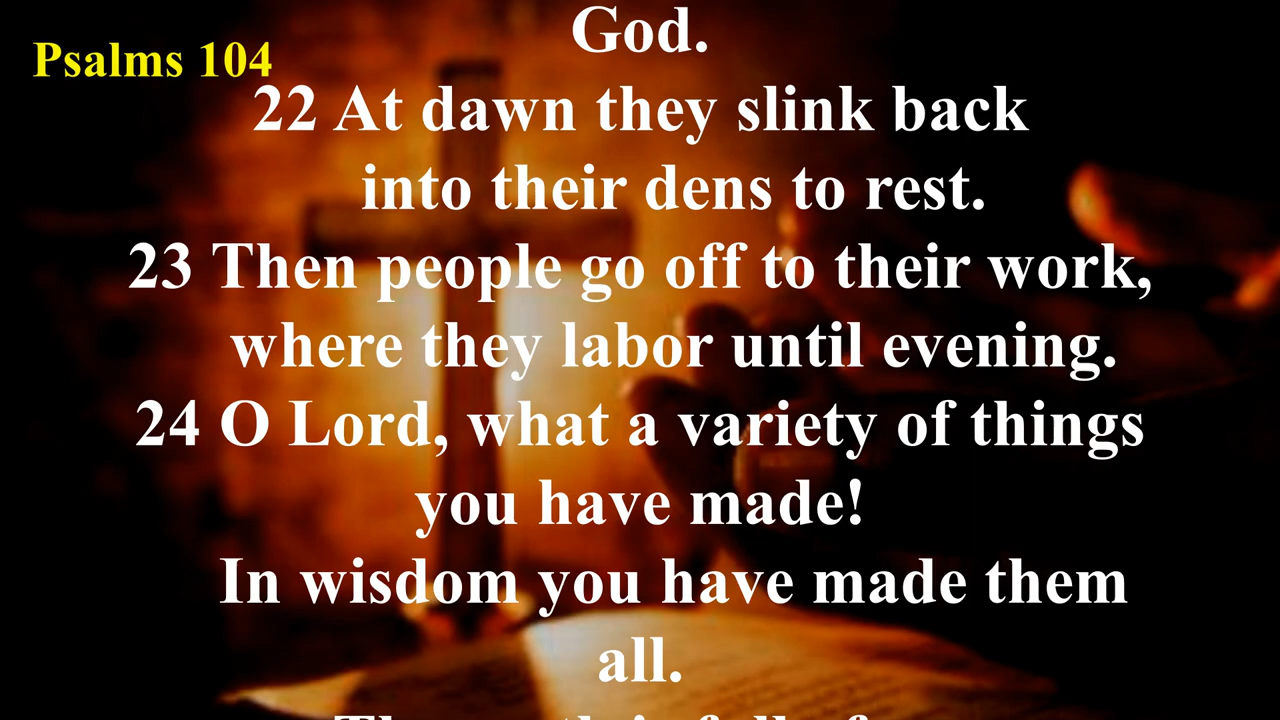 God.
Psalms 104
22 At dawn they slink back
into their dens to rest.
23 Then people go off to their work,
where they labor until evening.
24 O Lord, what a variety of things
you have made!
In wisdom you have made them
all.